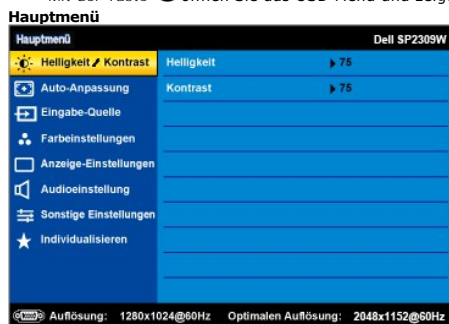 Hauptmenü
Hauptmenü Dell SP2309W
Helligkeit / Kontrast Helligkeit 75
Auto-Anpassung Kontrast 75
Eingabe-Quelle
Farbeinstellungen
Anzeige-Einstellungen
Audioeinstellung
Sonstige Einstellungen
Individualisieren
Auflösung: 1280x1024@60Hz Optimalen Auflösung: 2048x1152@60Hz